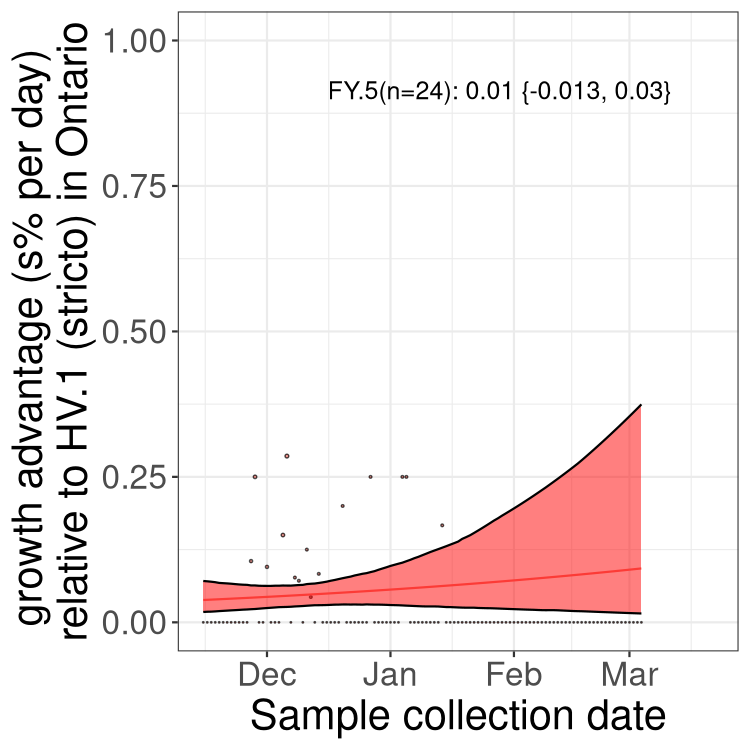 growth advantage (s% per day)
relative to HV.1 (stricto) in Ontario
1.00
FY.5(n=24): 0.01 {-0.013, 0.03}
0.75
0.50
0.25
0.00
Dec Jan Feb Mar
Sample collection date